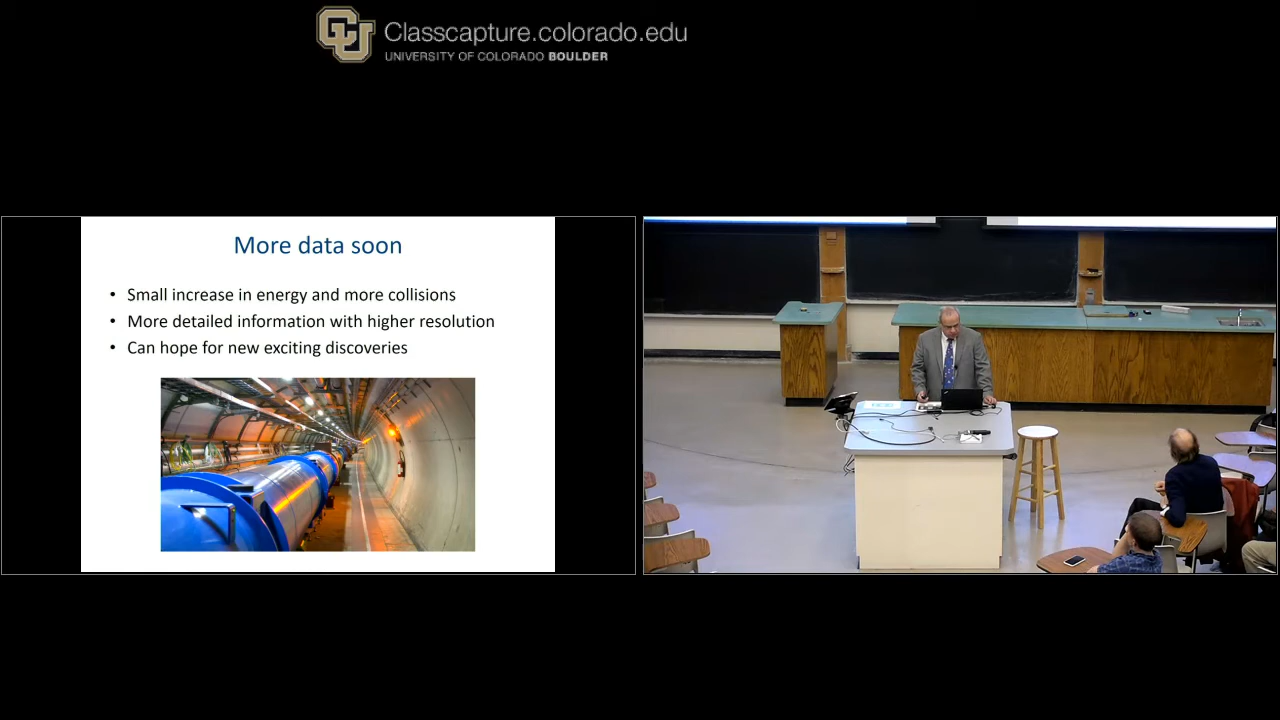 Classcapture.colorado.edu
UNIVERSITY OF COLORADO BOULDER
More data soon
• Small increase in energy and more collisions
• More detailed information with higher resolution
• Can hope for new exciting discoveries